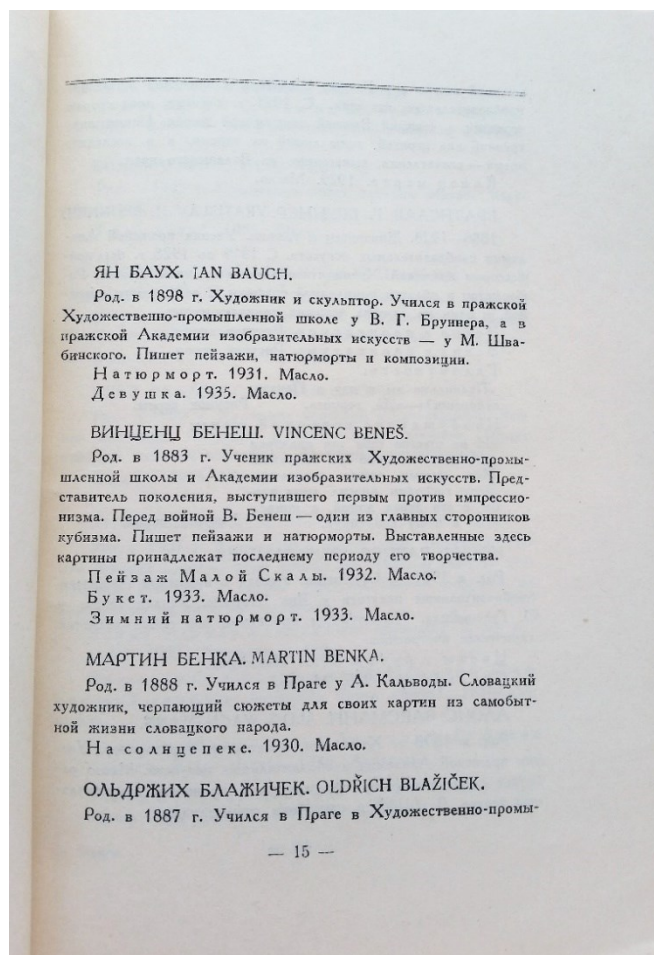 ЯН БАУХ. JAN BAUCH.
Род. в 1898 г. Художник и скульптор. Учился в пражской
Художественно-промышленной школе у В. Г. Бруннера, а в
пражской Академии изобразительных искусств — у М. Шва-
бинского. Пишет пейзажи, натюрморты и композиции.
Натюрморт. 1931. Масло.
Девушка. 1935. Масло.
ВИНЦЕНЦ БЕНЕШ. VINCENC BENEŠ.
Род. в 1883 г. Ученик пражских Художественно-промы-
шленной школы и Академии изобразительных искусств. Пред-
ставитель поколения, выступившего первым против импрессио-
низма. Перед войной В. Бенеш — один из главных сторонников
кубизма. Пишет пейзажи и натюрморты. Выставленные здесь
картины принадлежат последнему периоду его творчества.
Пейзаж Малой Скалы. 1932. Масло.
Букет. 1933. Масло.
Зимний натюрморт. 1933. Масло.
МАРТИН БЕНКА. MARTIN BENKA.
Род. в 1888 г. Учился в Праге у А. Кальводы. Словацкий
художник, черпающий сюжеты для своих картин из самобыт-
ной жизни словацкого народа.
На солнцепеке. 1930. Масло.
ОЛЬДРЖИХ БЛАЖИЧЕК. OLDŘICH BLAŽIČEK.
Род. в 1887 г. Учился в Праге в Художественно-промы-
— 15 —